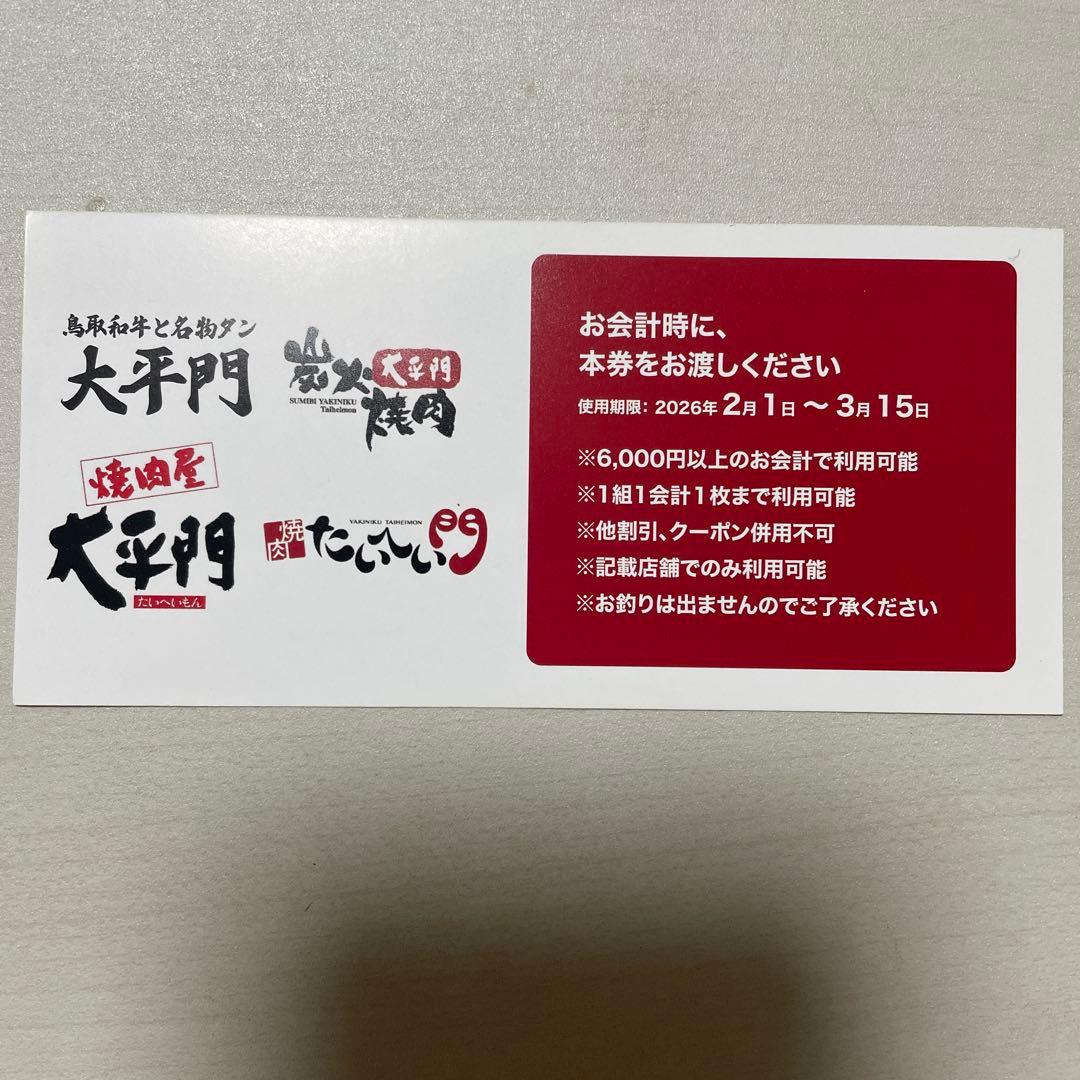 鳥取和牛と名物タン
大平門
炭火
大平門
SUMIBI YAKINIKU
Taiheimon
焼肉
焼肉屋
大平門
たいへいもん
YAKINIKU TAIHEIMON
焼肉
たいへい門
お会計時に、
本券をお渡しください
使用期限: 2026年 2月 1日 〜 3月 15日
※6,000円以上のお会計で利用可能
※1組1会計1枚まで利用可能
※他割引、クーポン併用不可
※記載店舗でのみ利用可能
※お釣りは出ませんのでご了承ください